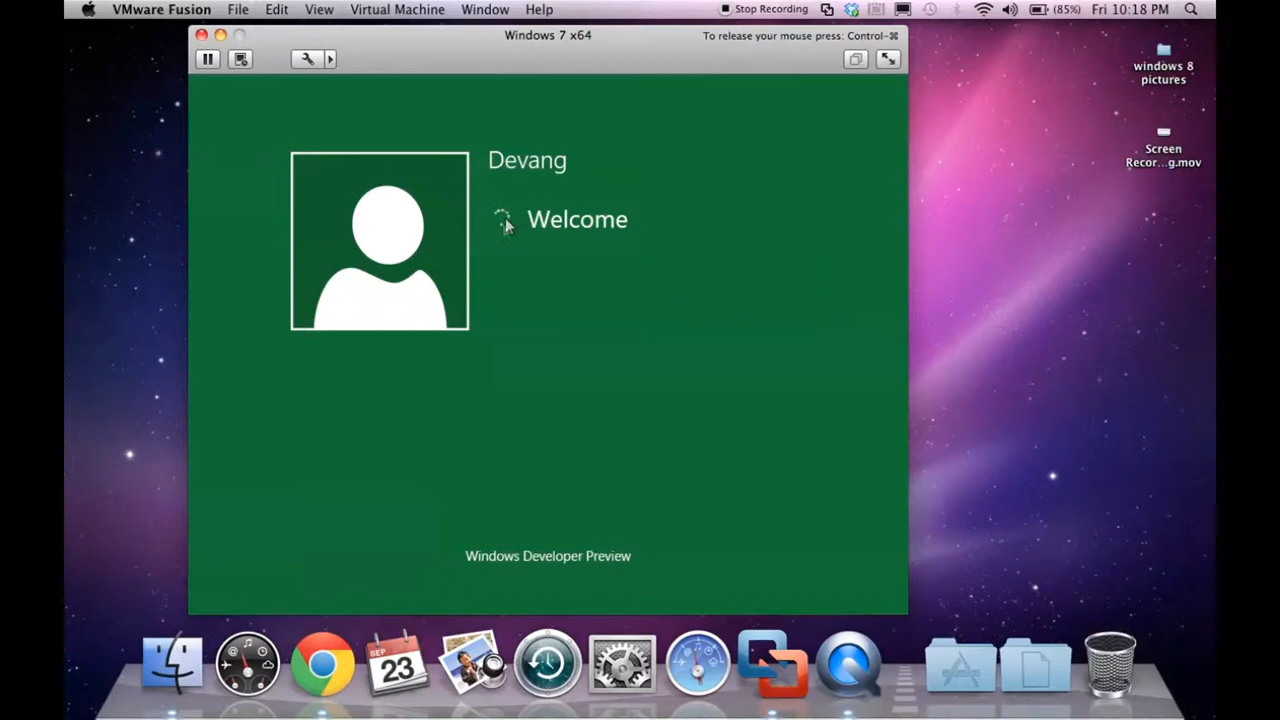 VMware Fusion File Edit View Virtual Machine Window Help Stop Recording (85%) Fri 10:18 PM
Windows 7 x64 To release your mouse press: Control-⌘
windows 8
pictures
Screen
Recor...g.mov
Devang
Welcome
Windows Developer Preview
SEP
23